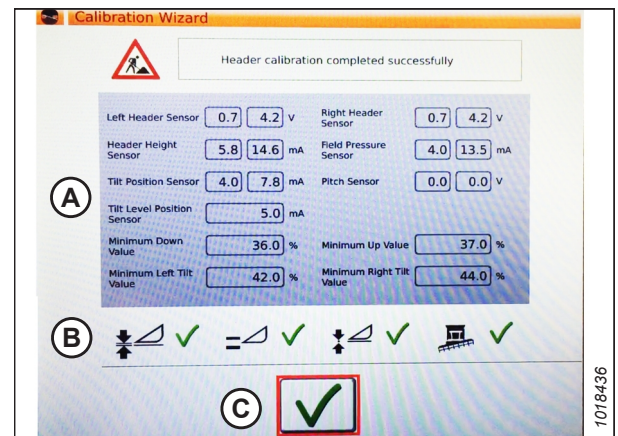 Calibration Wizard
Header calibration completed successfully
Left Header Sensor 0.7 4.2 V Right Header Sensor 0.7 4.2 V
Header Height Sensor 5.8 14.6 mA Field Pressure Sensor 4.0 13.5 mA
Tilt Position Sensor 4.0 7.8 mA Pitch Sensor 0.0 0.0 V
Tilt Level Position Sensor 5.0 mA
Minimum Down Value 36.0 % Minimum Up Value 37.0 %
Minimum Left Tilt Value 42.0 % Minimum Right Tilt Value 44.0 %
A
B
C
1018436